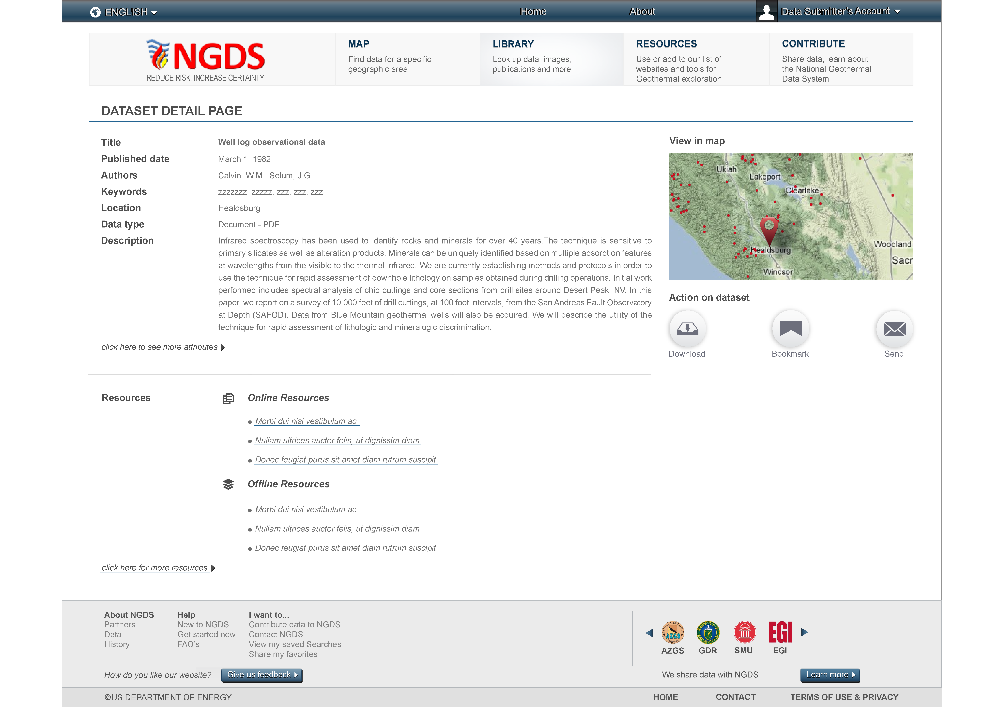 ENGLISH
Home
About
Data Submitter's Account
NGDS
REDUCE RISK, INCREASE CERTAINTY
MAP
Find data for a specific
geographic area
LIBRARY
Look up data, images,
publications and more
RESOURCES
Use or add to our list of
websites and tools for
Geothermal exploration
CONTRIBUTE
Share data, learn about
the National Geothermal
Data System
DATASET DETAIL PAGE
Title
Well log observational data
Published date
March 1, 1982
Authors
Calvin, W.M.; Solum, J.G.
Keywords
zzzzzzz, zzzzz, zzz, zzz, zzz
Location
Healdsburg
Data type
Document - PDF
Description
Infrared spectroscopy has been used to identify rocks and minerals for over 40 years.The technique is sensitive to
primary silicates as well as alteration products. Minerals can be uniquely identified based on multiple absorption features
at wavelengths from the visible to the thermal infrared. We are currently establishing methods and protocols in order to
use the technique for rapid assessment of downhole lithology on samples obtained during drilling operations. Initial work
performed includes spectral analysis of chip cuttings and core sections from drill sites around Desert Peak, NV. In this
paper, we report on a survey of 10,000 feet of drill cuttings, at 100 foot intervals, from the San Andreas Fault Observatory
at Depth (SAFOD). Data from Blue Mountain geothermal wells will also be acquired. We will describe the utility of the
technique for rapid assessment of lithologic and mineralogic discrimination.
click here to see more attributes
View in map
Ukiah
Lakeport
Clearlake
Healdsburg
Woodland
Sacr
Windsor
Action on dataset
Download
Bookmark
Send
Resources
Online Resources
Morbi dui nisi vestibulum ac
Nullam ultrices auctor felis, ut dignissim diam
Donec feugiat purus sit amet diam rutrum suscipit
Offline Resources
Morbi dui nisi vestibulum ac
Nullam ultrices auctor felis, ut dignissim diam
Donec feugiat purus sit amet diam rutrum suscipit
click here for more resources
About NGDS
Partners
Data
History
Help
New to NGDS
Get started now
FAQ's
I want to...
Contribute data to NGDS
Contact NGDS
View my saved Searches
Share my favorites
How do you like our website?
Give us feedback
ARIZONA GEOLOGICAL
AZGS
SURVEY
EGI
AZGS
GDR
SMU
EGI
We share data with NGDS
Learn more
©US DEPARTMENT OF ENERGY
HOME
CONTACT
TERMS OF USE & PRIVACY